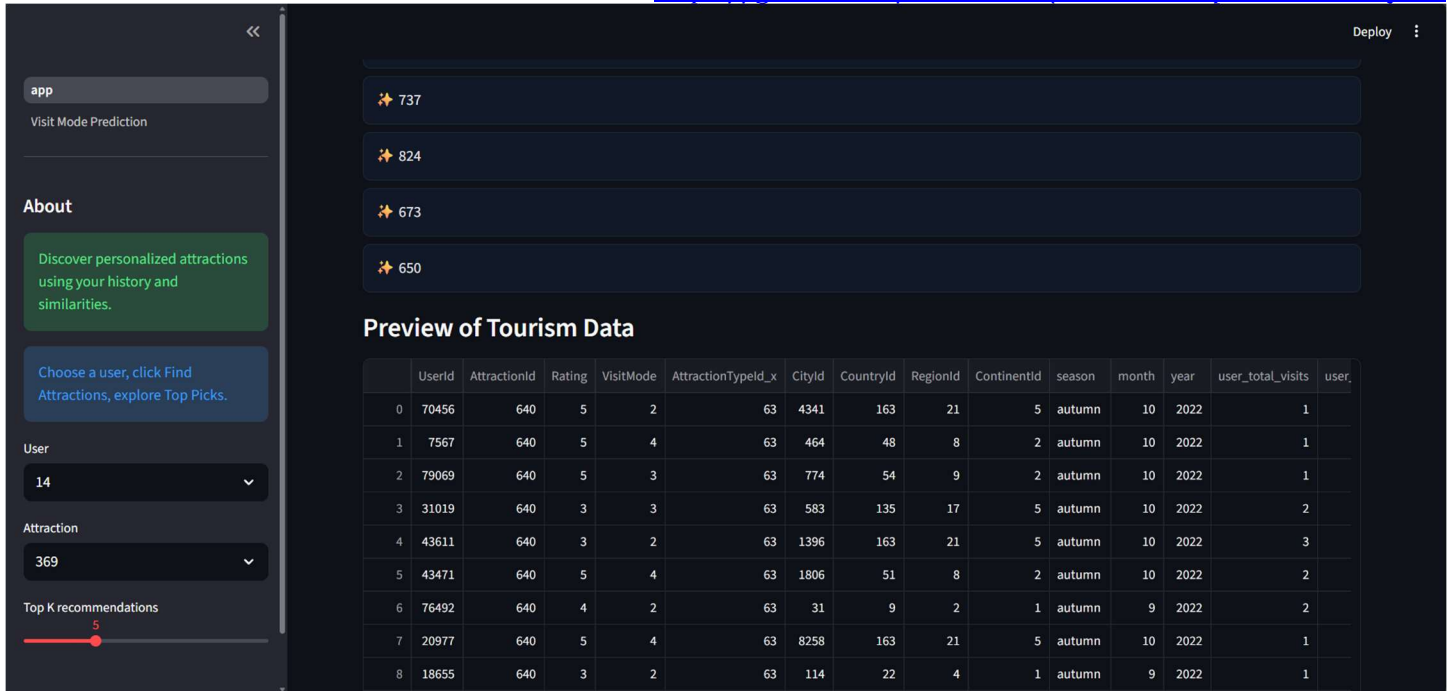 Deploy
app
Visit Mode Prediction
About
Discover personalized attractions
using your history and
similarities.
Choose a user, click Find
Attractions, explore Top Picks.
User
14
Attraction
369
Top K recommendations
5
✨ 737
✨ 824
✨ 673
✨ 650
Preview of Tourism Data
UserId AttractionId Rating VisitMode AttractionTypeId_x CityId CountryId RegionId ContinentId season month year user_total_visits user_
0 70456 640 5 2 63 4341 163 21 5 autumn 10 2022 1
1 7567 640 5 4 63 464 48 8 2 autumn 10 2022 1
2 79069 640 5 3 63 774 54 9 2 autumn 10 2022 1
3 31019 640 3 3 63 583 135 17 5 autumn 10 2022 2
4 43611 640 3 2 63 1396 163 21 5 autumn 10 2022 3
5 43471 640 5 4 63 1806 51 8 2 autumn 10 2022 2
6 76492 640 4 2 63 31 9 2 1 autumn 9 2022 2
7 20977 640 5 4 63 8258 163 21 5 autumn 10 2022 1
8 18655 640 3 2 63 114 22 4 1 autumn 9 2022 1